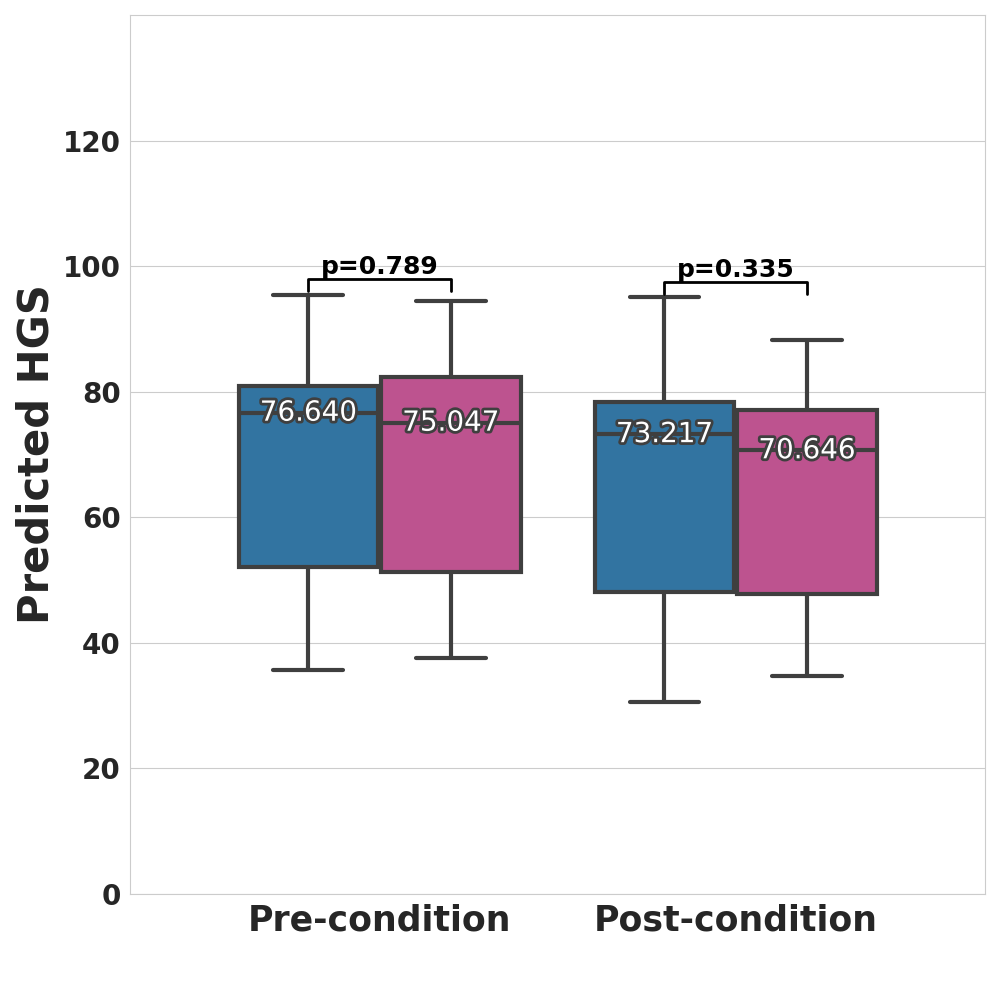 Predicted HGS
120
100
80
60
40
20
0
p=0.789
p=0.335
76.640
75.047
73.217
70.646
Pre-condition
Post-condition